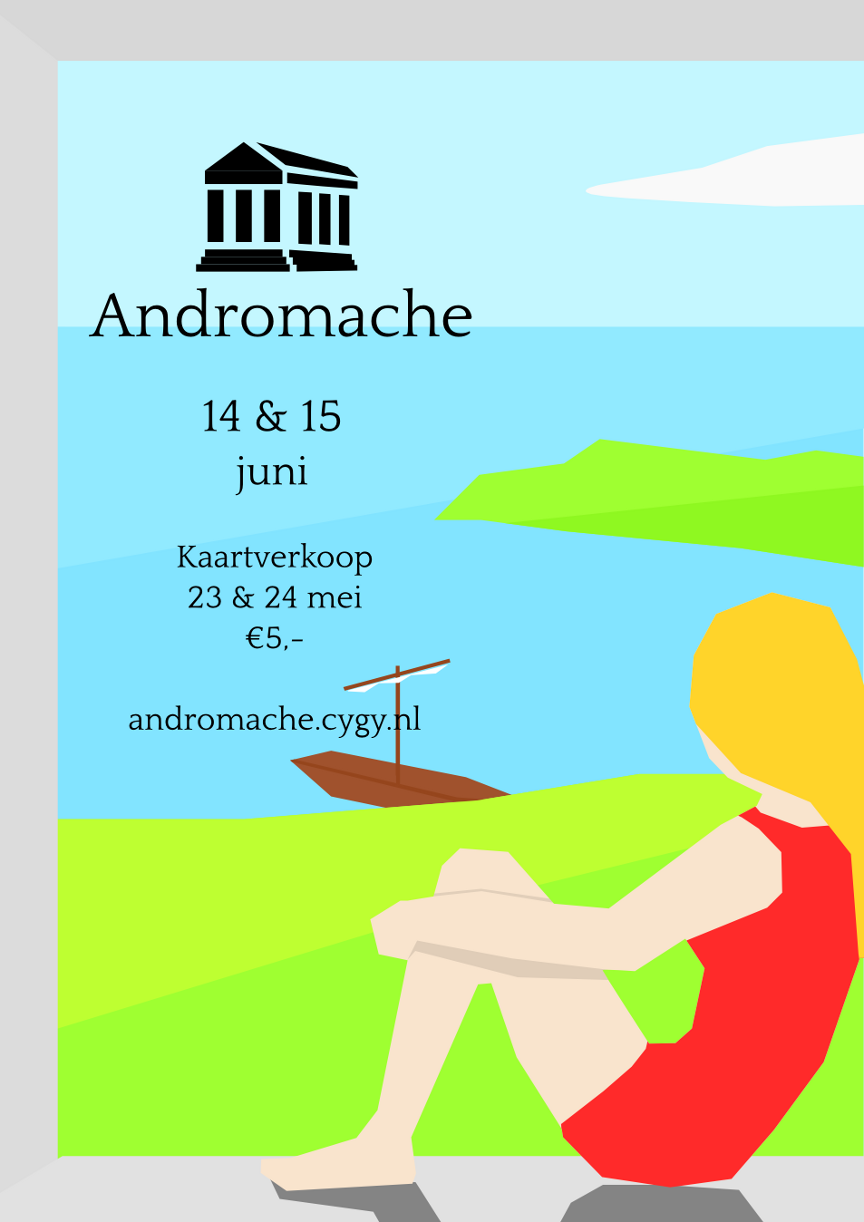 Andromache
14 & 15
juni
Kaartverkoop
23 & 24 mei
€5,-
andromache.cygy.nl